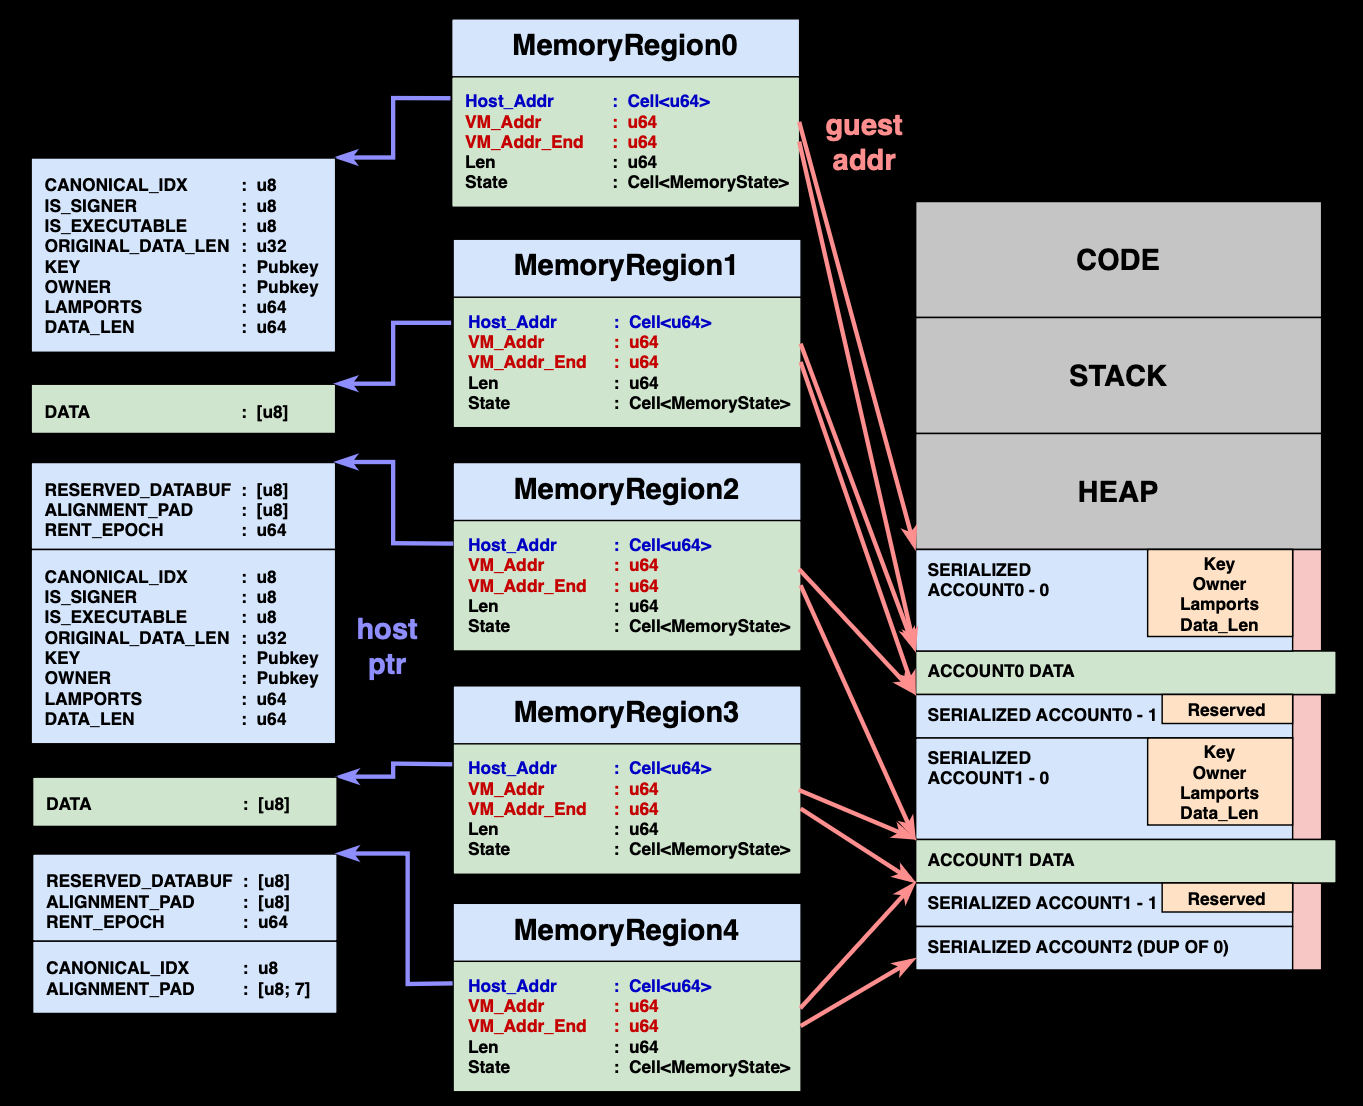 MemoryRegion0
Host_Addr : Cell<u64>
VM_Addr : u64
VM_Addr_End : u64
Len : u64
State : Cell<MemoryState>
guest
addr
CANONICAL_IDX : u8
IS_SIGNER : u8
IS_EXECUTABLE : u8
ORIGINAL_DATA_LEN : u32
KEY : Pubkey
OWNER : Pubkey
LAMPORTS : u64
DATA_LEN : u64
MemoryRegion1
Host_Addr : Cell<u64>
VM_Addr : u64
VM_Addr_End : u64
Len : u64
State : Cell<MemoryState>
DATA : [u8]
MemoryRegion2
Host_Addr : Cell<u64>
VM_Addr : u64
VM_Addr_End : u64
Len : u64
State : Cell<MemoryState>
RESERVED_DATABUF : [u8]
ALIGNMENT_PAD : [u8]
RENT_EPOCH : u64
CANONICAL_IDX : u8
IS_SIGNER : u8
IS_EXECUTABLE : u8
ORIGINAL_DATA_LEN : u32
KEY : Pubkey
OWNER : Pubkey
LAMPORTS : u64
DATA_LEN : u64
host
ptr
MemoryRegion3
Host_Addr : Cell<u64>
VM_Addr : u64
VM_Addr_End : u64
Len : u64
State : Cell<MemoryState>
DATA : [u8]
MemoryRegion4
Host_Addr : Cell<u64>
VM_Addr : u64
VM_Addr_End : u64
Len : u64
State : Cell<MemoryState>
RESERVED_DATABUF : [u8]
ALIGNMENT_PAD : [u8]
RENT_EPOCH : u64
CANONICAL_IDX : u8
ALIGNMENT_PAD : [u8; 7]
CODE
STACK
HEAP
SERIALIZED
ACCOUNT0 - 0
Key
Owner
Lamports
Data_Len
ACCOUNT0 DATA
SERIALIZED ACCOUNT0 - 1
Reserved
SERIALIZED
ACCOUNT1 - 0
Key
Owner
Lamports
Data_Len
ACCOUNT1 DATA
SERIALIZED ACCOUNT1 - 1
Reserved
SERIALIZED ACCOUNT2 (DUP OF 0)